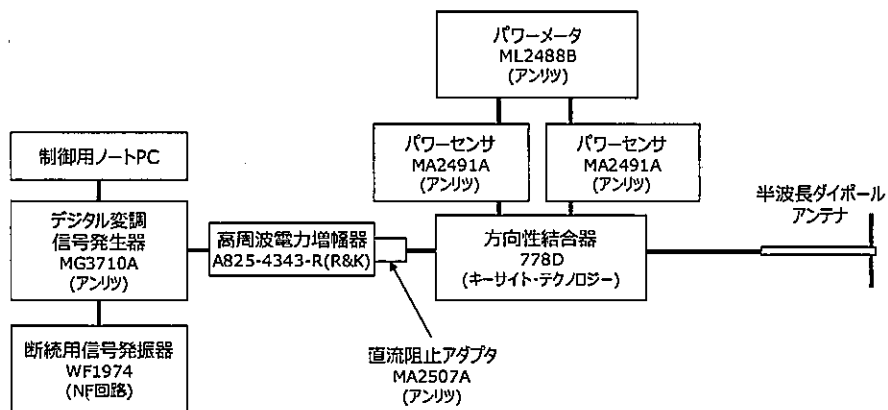 パワーメータ
ML2488B
(アンリツ)
パワーセンサ
MA2491A
(アンリツ)
パワーセンサ
MA2491A
(アンリツ)
制御用ノートPC
半波長ダイポール
アンテナ
デジタル変調
信号発生器
MG3710A
(アンリツ)
高周波電力増幅器
A825-4343-R(R&K)
方向性結合器
778D
(キーサイト・テクノロジー)
断続用信号発振器
WF1974
(NF回路)
直流阻止アダプタ
MA2507A
(アンリツ)